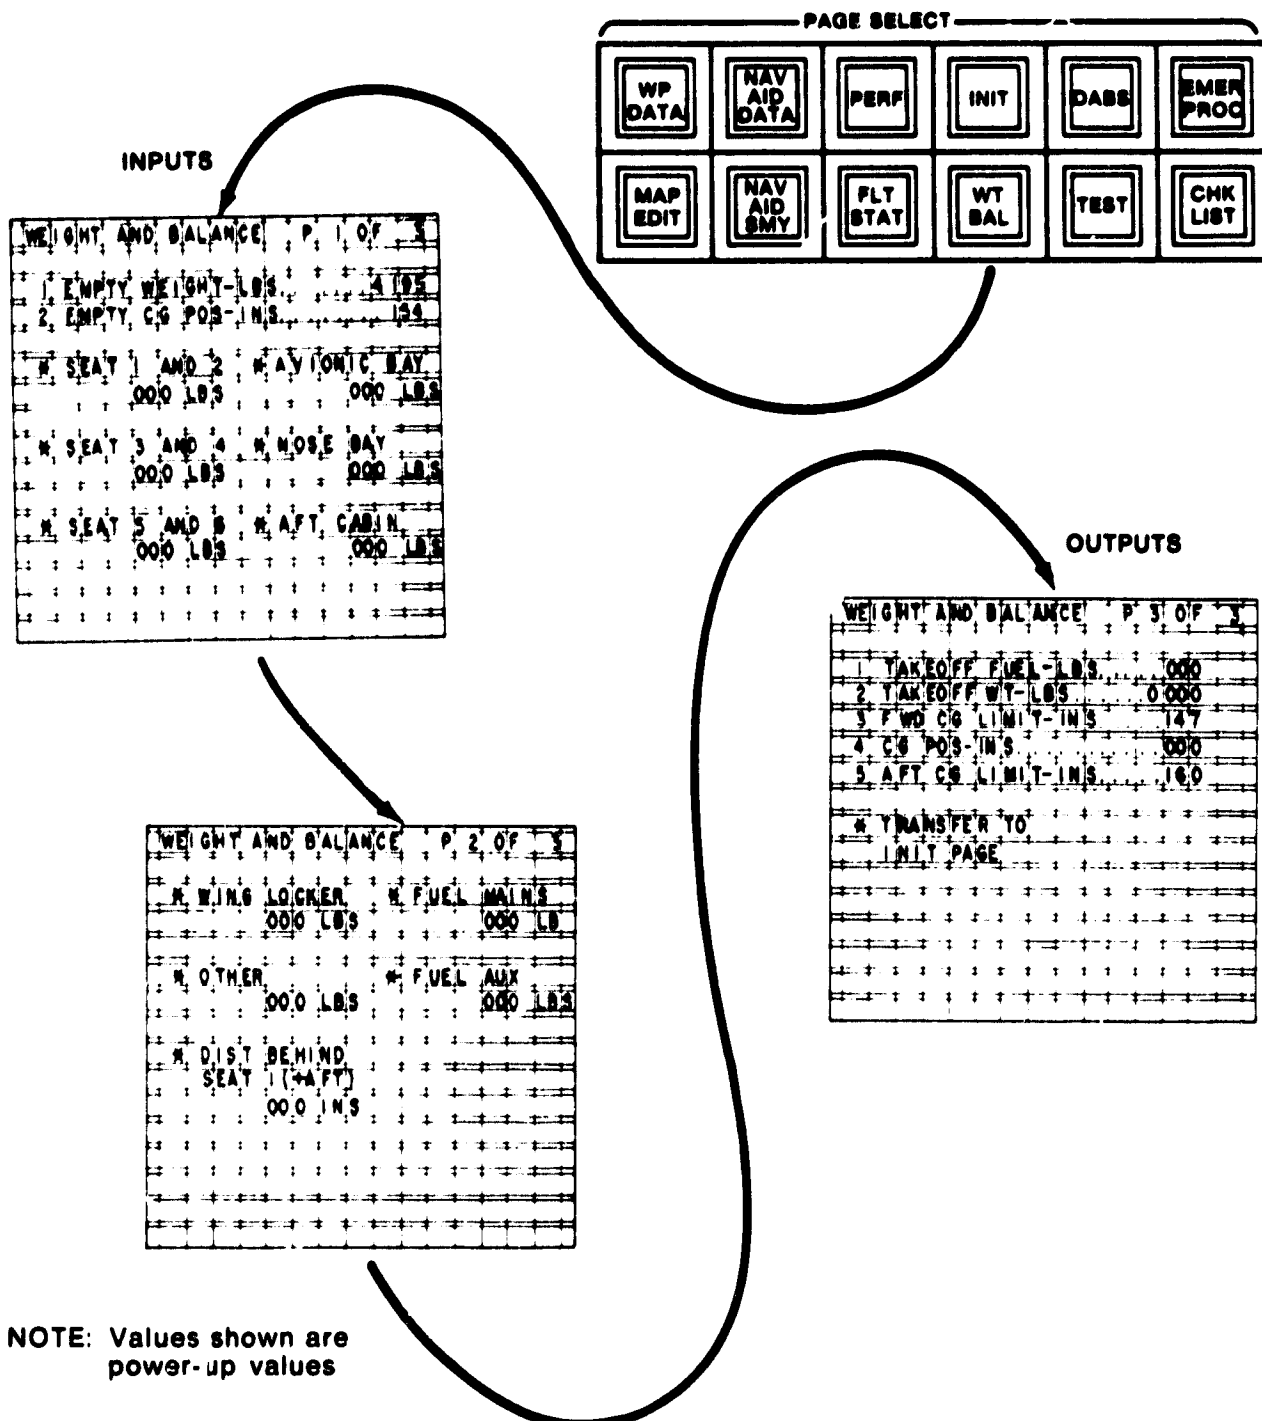 PAGE SELECT
WP DATA
NAV AID DATA
PERF
INIT
DABS
EMER PROC
MAP EDIT
NAV AID SMY
FLT STAT
WT BAL
TEST
CHK LIST
INPUTS
WEIGHT AND BALANCE P 1 OF 3
1 EMPTY WEIGHT-LBS.......4195
2 EMPTY CG POS-INS........154
* SEAT 1 AND 2 * AVIONIC BAY
000 LBS 000 LBS
* SEAT 3 AND 4 * NOSE BAY
000 LBS 000 LBS
* SEAT 5 AND 6 * AFT CABIN
000 LBS 000 LBS
WEIGHT AND BALANCE P 2 OF 3
* WING LOCKER * FUEL MAINS
000 LBS 000 LB
* OTHER * FUEL AUX
000 LBS 000 LBS
* DIST BEHIND
SEAT 1 (+AFT)
000 INS
OUTPUTS
WEIGHT AND BALANCE P 3 OF 3
1 TAKEOFF FUEL-LBS.....000
2 TAKEOFF WT-LBS......0000
3 FWD CG LIMIT-INS.....147
4 CG POS-INS...........000
5 AFT CG LIMIT-INS.....160
* TRANSFER TO
INIT PAGE
NOTE: Values shown are
power-up values